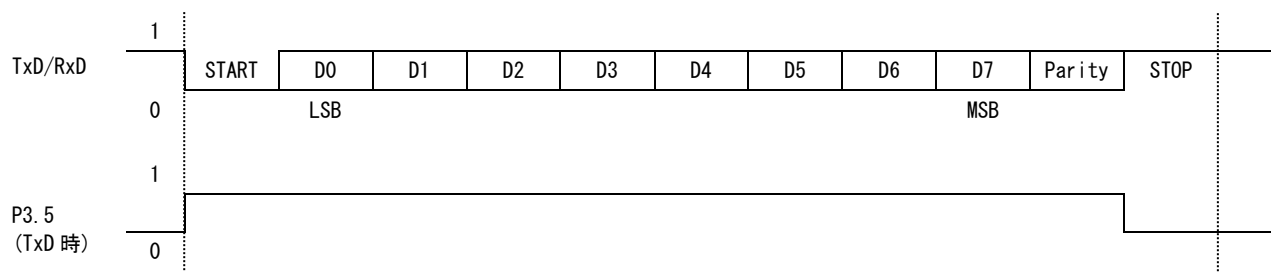 1
TxD/RxD
START D0 D1 D2 D3 D4 D5 D6 D7 Parity STOP
0 LSB MSB
1
P3.5
(TxD 時)
0